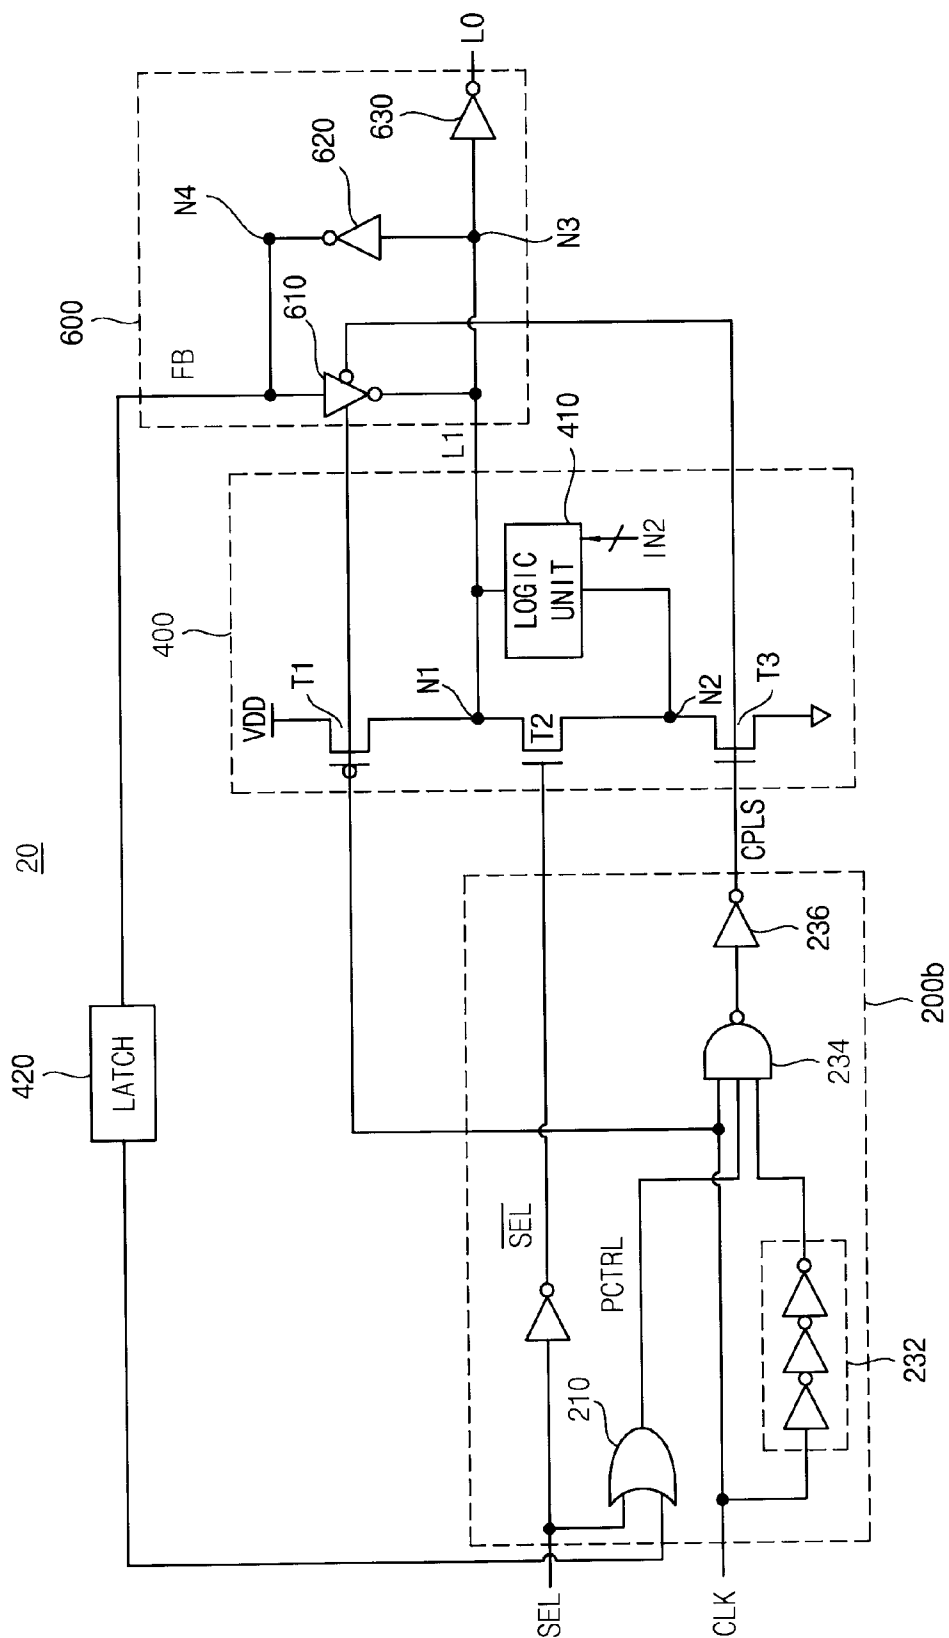 20
420
LATCH
FB
600
N4
620
610
630
LO
N3
L1
400
VDD
T1
N1
T2
LOGIC
UNIT
410
IN2
N2
T3
CPLS
SEL
SEL
PCTRL
210
CLK
232
234
236
200b